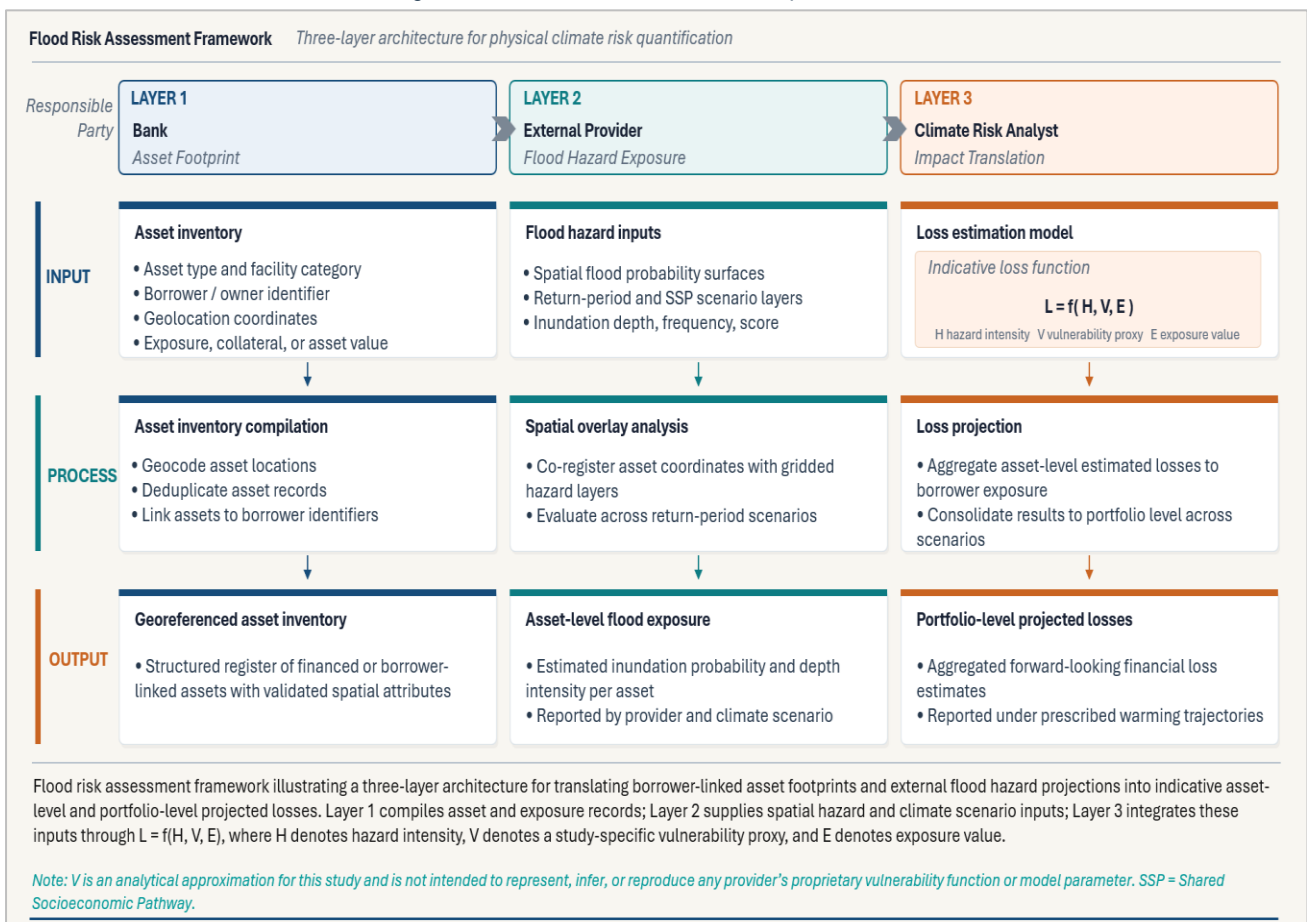 Flood Risk Assessment Framework Three-layer architecture for physical climate risk quantification
Responsible
Party
LAYER 1
Bank
Asset Footprint
LAYER 2
External Provider
Flood Hazard Exposure
LAYER 3
Climate Risk Analyst
Impact Translation
INPUT
Asset inventory
• Asset type and facility category
• Borrower / owner identifier
• Geolocation coordinates
• Exposure, collateral, or asset value
Flood hazard inputs
• Spatial flood probability surfaces
• Return-period and SSP scenario layers
• Inundation depth, frequency, score
Loss estimation model
Indicative loss function
L = f( H, V, E )
H hazard intensity V vulnerability proxy E exposure value
PROCESS
Asset inventory compilation
• Geocode asset locations
• Deduplicate asset records
• Link assets to borrower identifiers
Spatial overlay analysis
• Co-register asset coordinates with gridded
hazard layers
• Evaluate across return-period scenarios
Loss projection
• Aggregate asset-level estimated losses to
borrower exposure
• Consolidate results to portfolio level across
scenarios
OUTPUT
Georeferenced asset inventory
• Structured register of financed or borrower-
linked assets with validated spatial attributes
Asset-level flood exposure
• Estimated inundation probability and depth
intensity per asset
• Reported by provider and climate scenario
Portfolio-level projected losses
• Aggregated forward-looking financial loss
estimates
• Reported under prescribed warming trajectories
Flood risk assessment framework illustrating a three-layer architecture for translating borrower-linked asset footprints and external flood hazard projections into indicative asset-
level and portfolio-level projected losses. Layer 1 compiles asset and exposure records; Layer 2 supplies spatial hazard and climate scenario inputs; Layer 3 integrates these
inputs through L = f(H, V, E), where H denotes hazard intensity, V denotes a study-specific vulnerability proxy, and E denotes exposure value.
Note: V is an analytical approximation for this study and is not intended to represent, infer, or reproduce any provider's proprietary vulnerability function or model parameter. SSP = Shared
Socioeconomic Pathway.